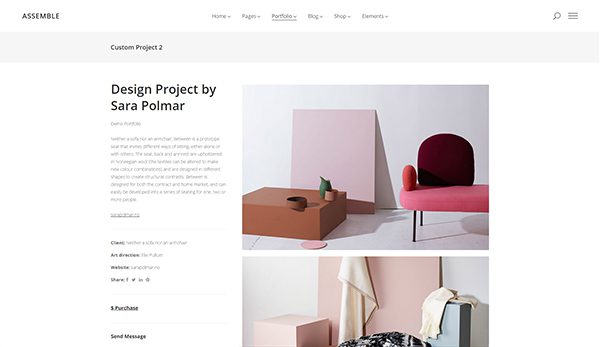 ASSEMBLE
Home Pages Portfolio Blog Shop Elements
Custom Project 2
Design Project by
Sara Polmar
Demo Portfolio
Neither a sofa nor an armchair, Between is a prototype
seat that invites different ways of sitting, either alone or
with others. The seat, back and armrest are upholstered
in Norwegian wool (the textiles can be altered to make
new colour combinations) and are designed in different
shapes to create structural contrasts. Between is
designed for both the contract and home market, and can
easily be developed into a series of seating for one, two or
more people.
sarapolmar.no
Client: Neither a sofa nor an armchair
Art direction: Elle Pullum
Website: sarapolmar.no
Share:
$ Purchase
Send Message